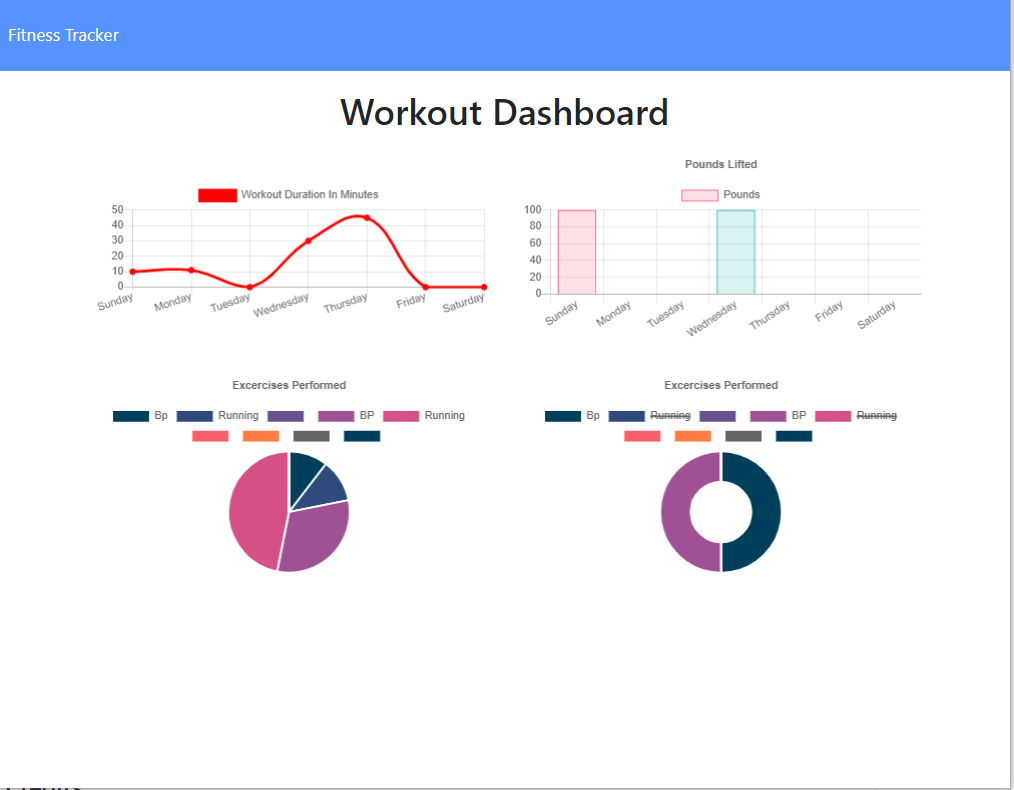 Fitness Tracker
Workout Dashboard
Workout Duration In Minutes
50
40
30
20
10
0
Sunday Monday Tuesday Wednesday Thursday Friday Saturday
Pounds Lifted
Pounds
100
80
60
40
20
0
Sunday Monday Tuesday Wednesday Thursday Friday Saturday
Excercises Performed
Bp Running BP Running
Excercises Performed
Bp Running BP Running